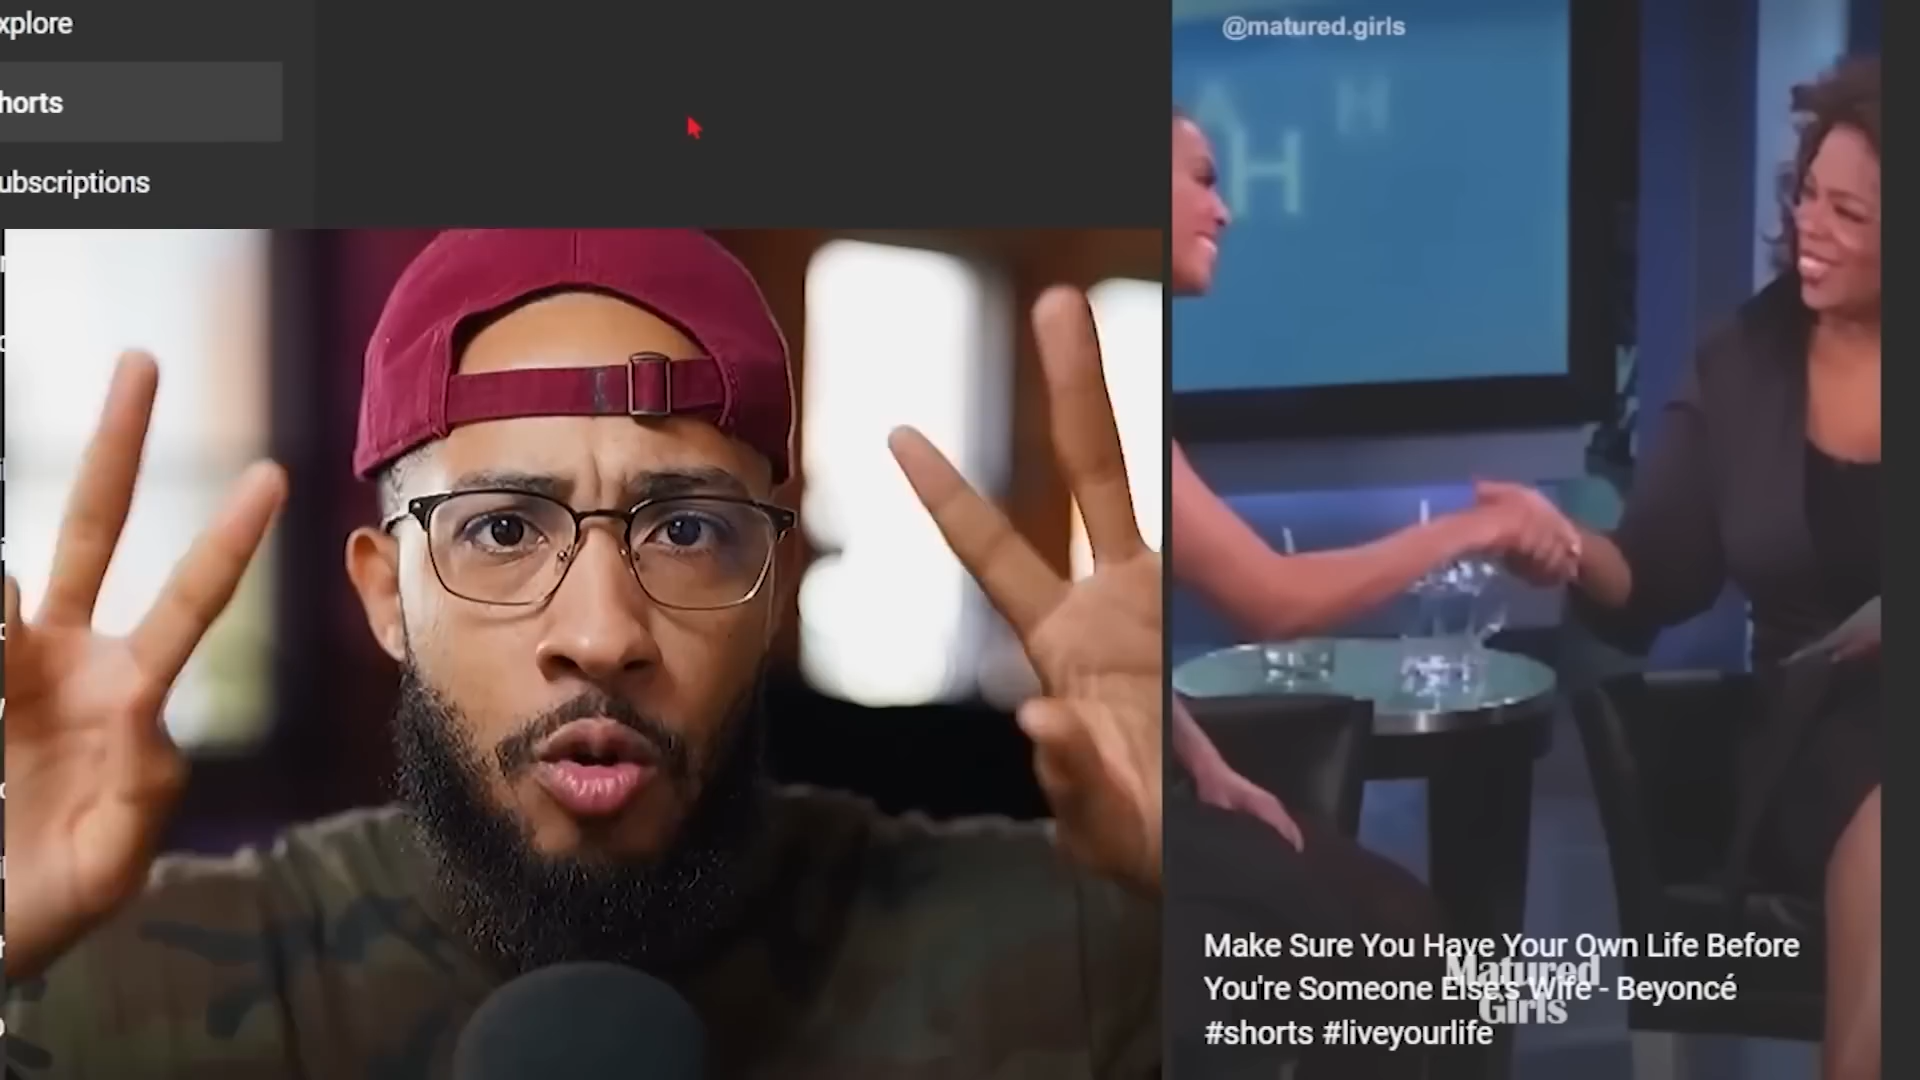 xplore
horts
ubscriptions
@matured.girls
A H
H
Make Sure You Have Your Own Life Before
You're Someone Else's Wife - Beyoncé
#shorts #liveyourlife
Matured
Girls